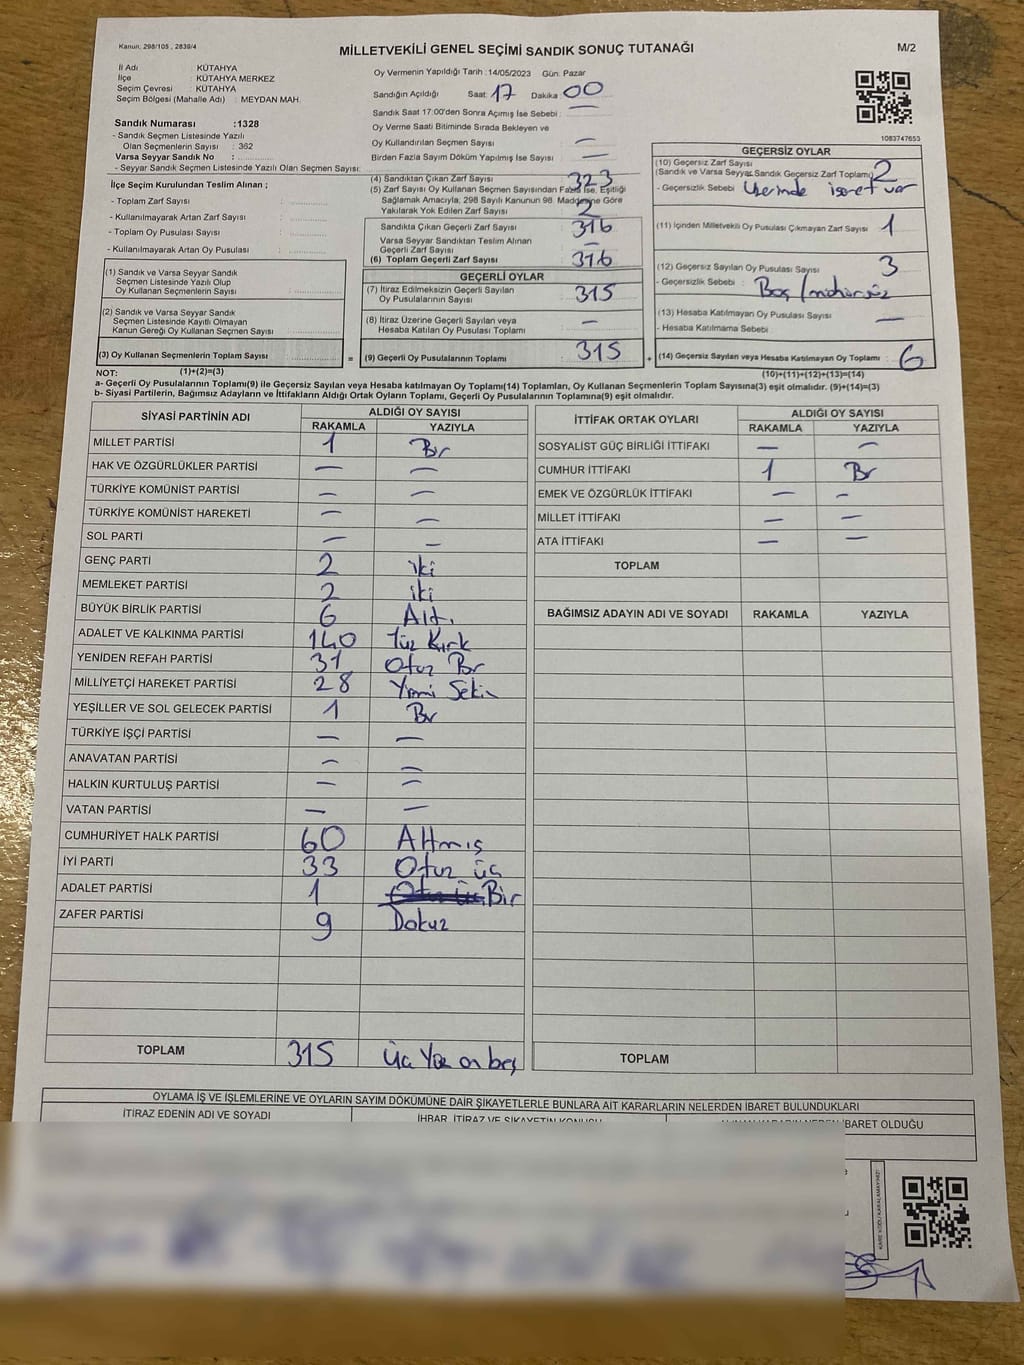 Kanun, 298/105 , 2839/4
MİLLETVEKİLİ GENEL SEÇİMİ SANDIK SONUÇ TUTANAĞI
M/2
İl Adı : KÜTAHYA
İlçe : KÜTAHYA MERKEZ
Seçim Çevresi : KÜTAHYA
Seçim Bölgesi (Mahalle Adı) : MEYDAN MAH.
Sandık Numarası :1328
- Sandık Seçmen Listesinde Yazılı
Olan Seçmenlerin Sayısı : 362
Varsa Seyyar Sandık No :
- Seyyar Sandık Seçmen Listesinde Yazılı Olan Seçmen Sayısı:
İlçe Seçim Kurulundan Teslim Alınan ;
- Toplam Zarf Sayısı :
- Kullanılmayarak Artan Zarf Sayısı :
- Toplam Oy Pusulası Sayısı :
- Kullanılmayarak Artan Oy Pusulası :
(1) Sandık ve Varsa Seyyar Sandık
Seçmen Listesinde Yazılı Olup
Oy Kullanan Seçmenlerin Sayısı :
(2) Sandık ve Varsa Seyyar Sandık
Seçmen Listesinde Kayıtlı Olmayan
Kanun Gereği Oy Kullanan Seçmen Sayısı :
(3) Oy Kullanan Seçmenlerin Toplam Sayısı :
Oy Vermenin Yapıldığı Tarih :14/05/2023 Gün: Pazar
Sandığın Açıldığı Saat: 17 Dakika : 00
Sandık Saat 17:00'den Sonra Açımış İse Sebebi : —
Oy Verme Saati Bitiminde Sırada Bekleyen ve
Oy Kullandırılan Seçmen Sayısı : —
Birden Fazla Sayım Döküm Yapılmış İse Sayısı : —
(4) Sandıktan Çıkan Zarf Sayısı : 323
(5) Zarf Sayısı Oy Kullanan Seçmen Sayısından Fazla İse, Eşitliği
Sağlamak Amacıyla, 298 Sayılı Kanunun 98. Maddesine Göre
Yakılarak Yok Edilen Zarf Sayısı : 2
Sandıkta Çıkan Geçerli Zarf Sayısı : 316
Varsa Seyyar Sandıktan Teslim Alınan
Geçerli Zarf Sayısı : —
(6) Toplam Geçerli Zarf Sayısı : 316
GEÇERLİ OYLAR
(7) İtiraz Edilmeksizin Geçerli Sayılan
Oy Pusulalarının Sayısı : 315
(8) İtiraz Üzerine Geçerli Sayılan veya
Hesaba Katılan Oy Pusulası Toplamı : —
= (9) Geçerli Oy Pusulalarının Toplamı : 315 +
1083747653
GEÇERSİZ OYLAR
(10) Geçersiz Zarf Sayısı
(Sandık ve Varsa Seyyar Sandık Geçersiz Zarf Toplamı) 2
- Geçersizlik Sebebi : Üzerinde işaret var
(11) İçinden Milletvekili Oy Pusulası Çıkmayan Zarf Sayısı : 1
(12) Geçersiz Sayılan Oy Pusulası Sayısı : 3
- Geçersizlik Sebebi : Boş / mühürsüz
(13) Hesaba Katılmayan Oy Pusulası Sayısı : —
- Hesaba Katılmama Sebebi :
(14) Geçersiz Sayılan veya Hesaba Katılmayan Oy Toplamı : 6
NOT: (1)+(2)=(3) (10)+(11)+(12)+(13)=(14)
a- Geçerli Oy Pusulalarının Toplamı(9) ile Geçersiz Sayılan veya Hesaba katılmayan Oy Toplamı(14) Toplamları, Oy Kullanan Seçmenlerin Toplam Sayısına(3) eşit olmalıdır. (9)+(14)=(3)
b- Siyasi Partilerin, Bağımsız Adayların ve İttifakların Aldığı Ortak Oyların Toplamı, Geçerli Oy Pusulalarının Toplamına(9) eşit olmalıdır.
SİYASİ PARTİNİN ADI ALDIĞI OY SAYISI
RAKAMLA YAZIYLA
MİLLET PARTİSİ 1 Bir
HAK VE ÖZGÜRLÜKLER PARTİSİ — —
TÜRKİYE KOMÜNİST PARTİSİ — —
TÜRKİYE KOMÜNİST HAREKETİ — —
SOL PARTİ — —
GENÇ PARTİ 2 iki
MEMLEKET PARTİSİ 2 iki
BÜYÜK BİRLİK PARTİSİ 6 Altı
ADALET VE KALKINMA PARTİSİ 140 Yüz Kırk
YENİDEN REFAH PARTİSİ 31 Otuz Bir
MİLLİYETÇİ HAREKET PARTİSİ 28 Yirmi Sekiz
YEŞİLLER VE SOL GELECEK PARTİSİ 1 Bir
TÜRKİYE İŞÇİ PARTİSİ — —
ANAVATAN PARTİSİ — —
HALKIN KURTULUŞ PARTİSİ — —
VATAN PARTİSİ — —
CUMHURİYET HALK PARTİSİ 60 Altmış
İYİ PARTİ 33 Otuz üç
ADALET PARTİSİ 1 Bir
ZAFER PARTİSİ 9 Dokuz
TOPLAM 315 Üç Yüz on beş
İTTİFAK ORTAK OYLARI ALDIĞI OY SAYISI
RAKAMLA YAZIYLA
SOSYALİST GÜÇ BİRLİĞİ İTTİFAKI — —
CUMHUR İTTİFAKI 1 Bir
EMEK VE ÖZGÜRLÜK İTTİFAKI — —
MİLLET İTTİFAKI — —
ATA İTTİFAKI — —
TOPLAM
BAĞIMSIZ ADAYIN ADI VE SOYADI RAKAMLA YAZIYLA
TOPLAM
OYLAMA İŞ VE İŞLEMLERİNE VE OYLARIN SAYIM DÖKÜMÜNE DAİR ŞİKAYETLERLE BUNLARA AİT KARARLARIN NELERDEN İBARET BULUNDUKLARI
İTİRAZ EDENİN ADI VE SOYADI
İHBAR, İTİRAZ VE ŞİKAYETİN KONUSU
İBARET OLDUĞU
KARE KODU KARALAMAYINIZ!